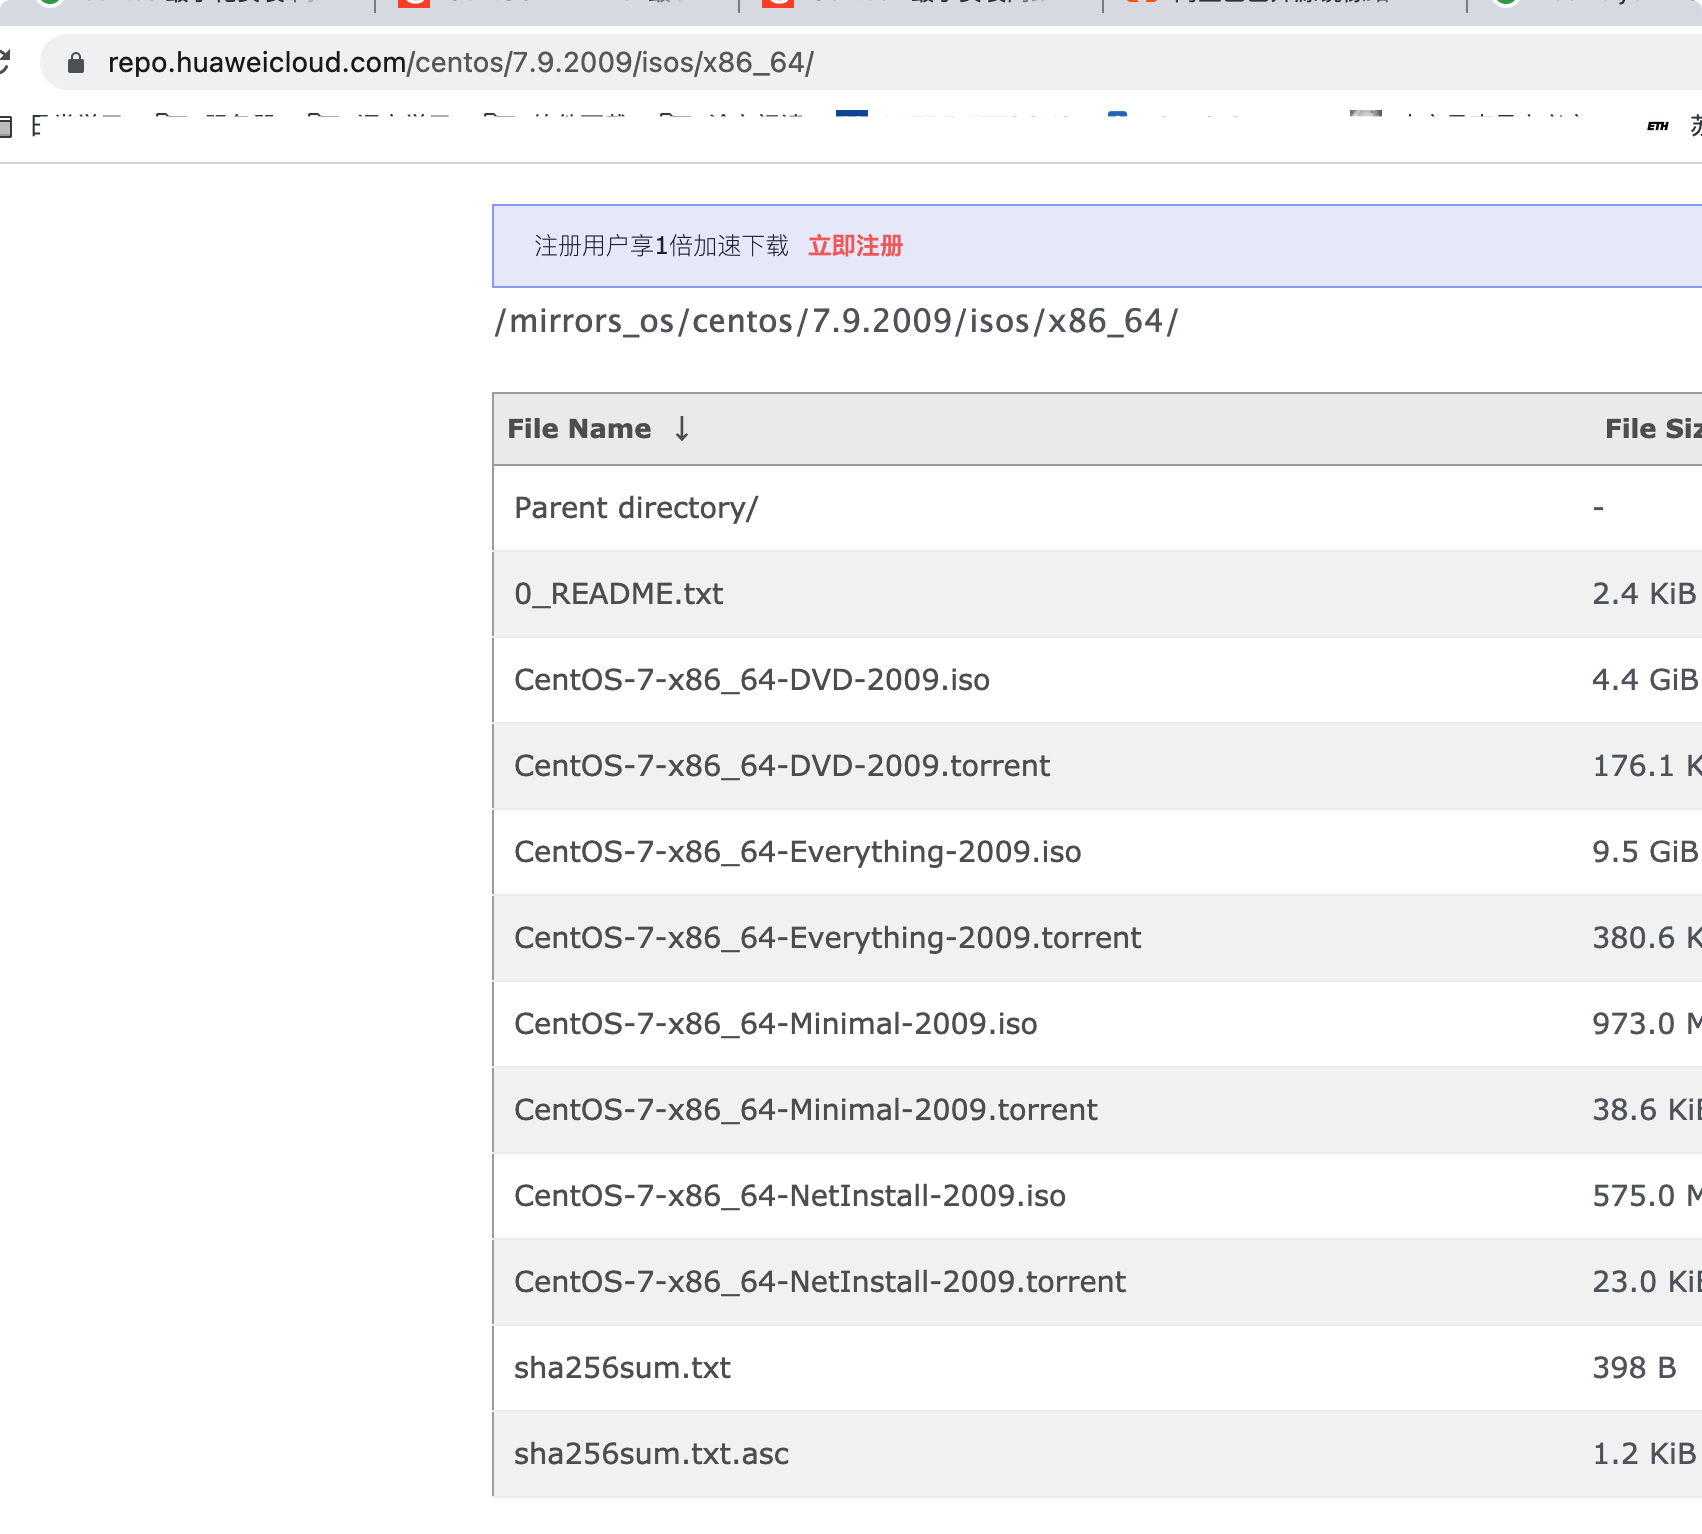 repo.huaweicloud.com/centos/7.9.2009/isos/x86_64/
ETH
注册用户享1倍加速下载 立即注册
/mirrors_os/centos/7.9.2009/isos/x86_64/
File Name ↓ File Siz
Parent directory/ -
0_README.txt 2.4 KiB
CentOS-7-x86_64-DVD-2009.iso 4.4 GiB
CentOS-7-x86_64-DVD-2009.torrent 176.1 K
CentOS-7-x86_64-Everything-2009.iso 9.5 GiB
CentOS-7-x86_64-Everything-2009.torrent 380.6 K
CentOS-7-x86_64-Minimal-2009.iso 973.0 M
CentOS-7-x86_64-Minimal-2009.torrent 38.6 KiB
CentOS-7-x86_64-NetInstall-2009.iso 575.0 M
CentOS-7-x86_64-NetInstall-2009.torrent 23.0 KiB
sha256sum.txt 398 B
sha256sum.txt.asc 1.2 KiB